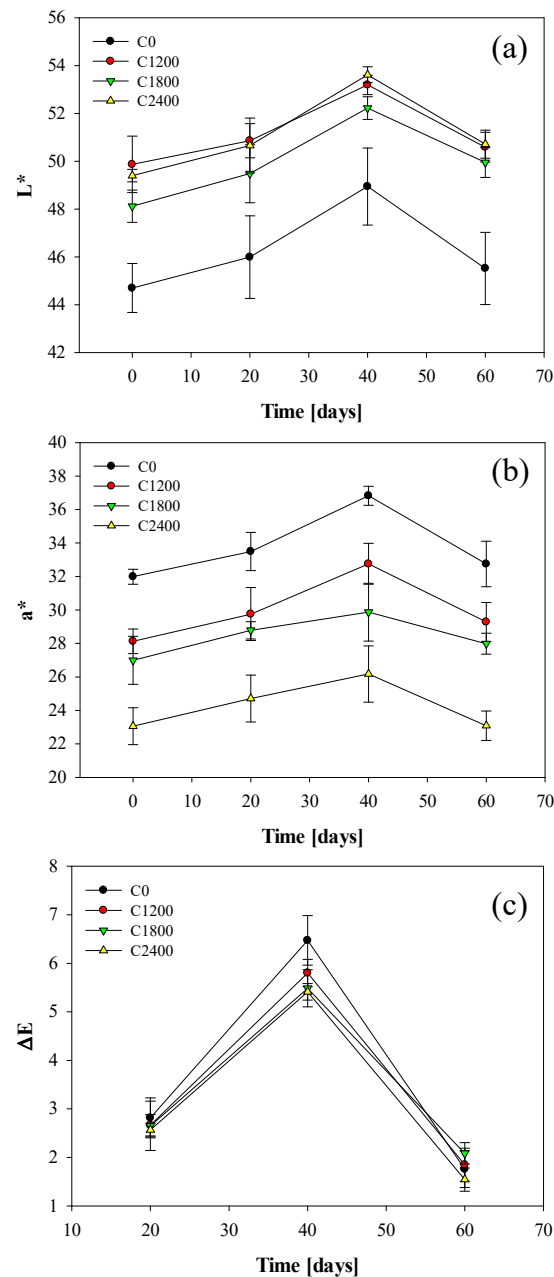 (a)
C0
C1200
C1800
C2400
56
54
52
50
48
46
44
42
L*
0 10 20 30 40 50 60 70
Time [days]
(b)
C0
C1200
C1800
C2400
40
38
36
34
32
30
28
26
24
22
20
a*
0 10 20 30 40 50 60 70
Time [days]
(c)
C0
C1200
C1800
C2400
8
7
6
5
4
3
2
1
ΔE
10 20 30 40 50 60 70
Time [days]